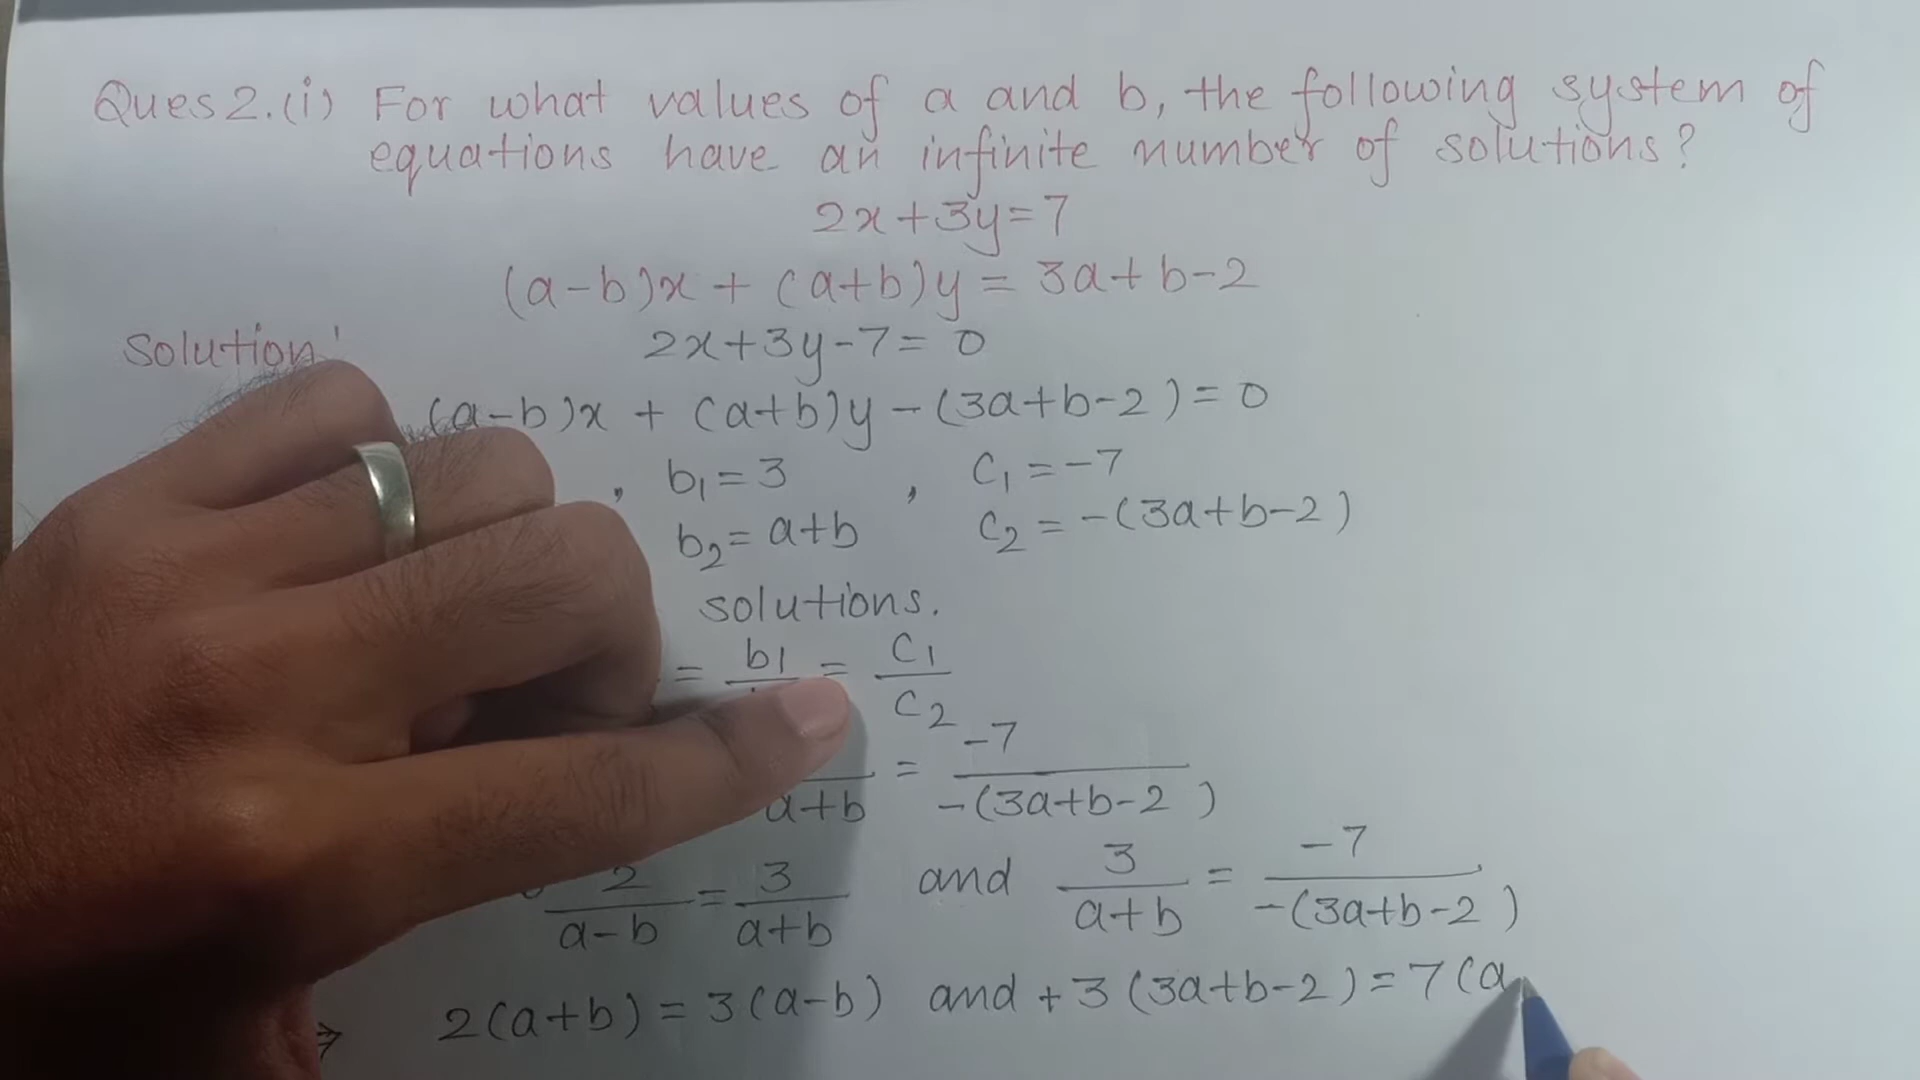 Ques 2.(i) For what values of a and b, the following system of
equations have an infinite number of solutions?
2x+3y=7
(a-b)x + (a+b)y = 3a+b-2
Solution:
2x+3y-7=0
(a-b)x + (a+b)y-(3a+b-2)=0
, b₁=3 , C₁=-7
b₂=a+b C₂=-(3a+b-2)
solutions.
= b1/ = C₁/C₂
/a+b = -7/-(3a+b-2)
2/a-b = 3/a+b and 3/a+b = -7/-(3a+b-2)
⇒ 2(a+b)=3(a-b) and +3(3a+b-2)=7(a